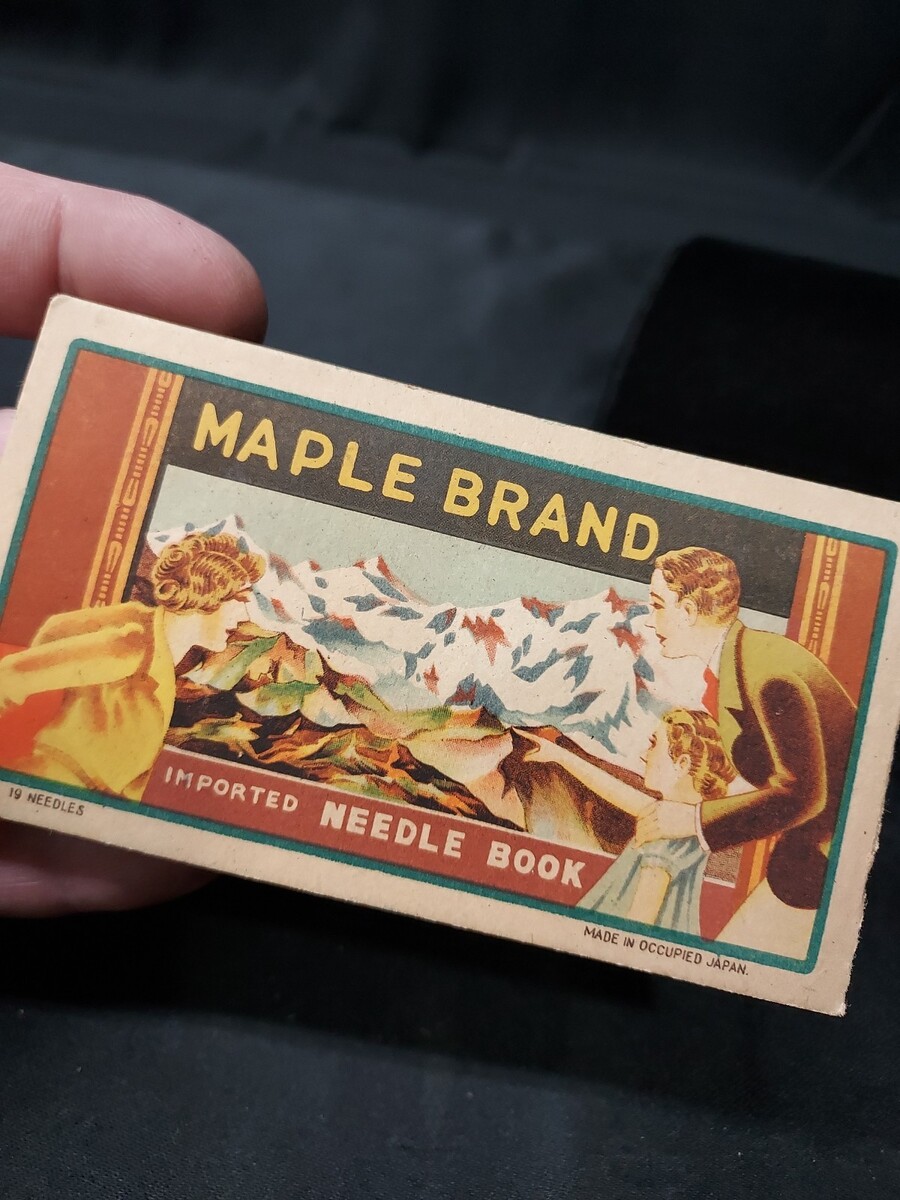 MAPLE BRAND
IMPORTED NEEDLE BOOK
19 NEEDLES
MADE IN OCCUPIED JAPAN.